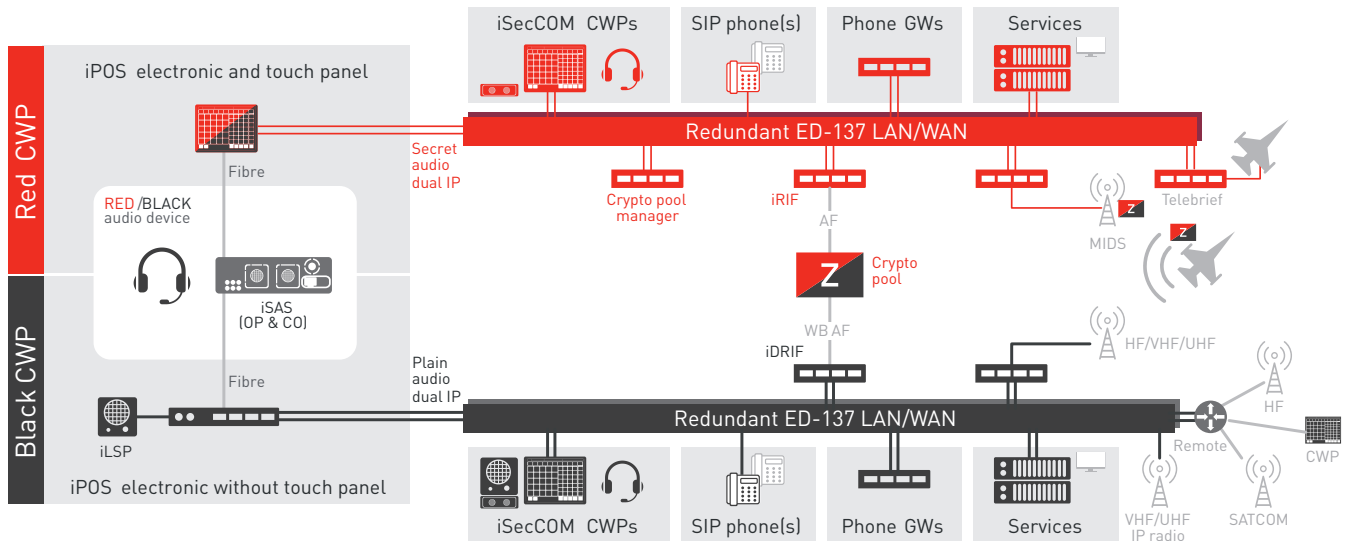 iSecCOM CWPs
SIP phone(s)
Phone GWs
Services
Red CWP
iPOS electronic and touch panel
Redundant ED-137 LAN/WAN
Secret
audio
dual IP
Fibre
RED/BLACK
audio device
iSAS
(OP & CO)
Crypto pool
manager
iRIF
AF
Z
Crypto
pool
WB AF
iDRIF
MIDS
Z
Telebrief
Z
HF/VHF/UHF
Black CWP
Fibre
Plain
audio
dual IP
iLSP
iPOS electronic without touch panel
Redundant ED-137 LAN/WAN
Remote
HF
CWP
VHF/UHF
IP radio
SATCOM
iSecCOM CWPs
SIP phone(s)
Phone GWs
Services